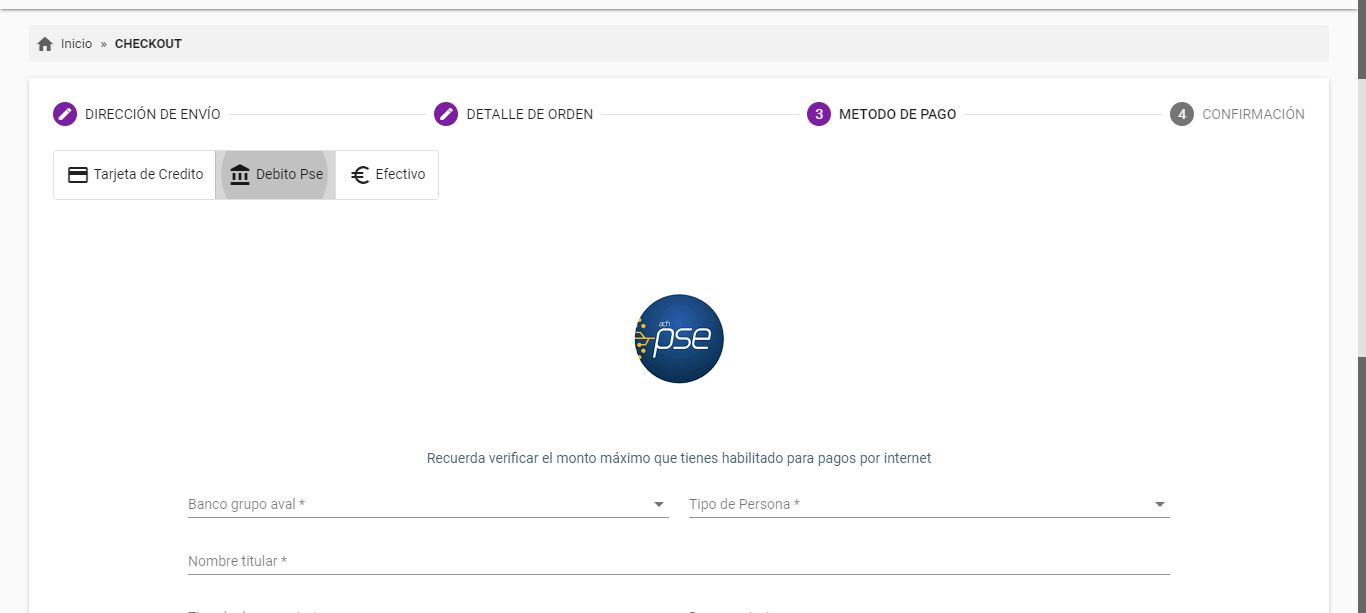 Inicio » CHECKOUT
DIRECCIÓN DE ENVÍO
DETALLE DE ORDEN
3 METODO DE PAGO
4 CONFIRMACIÓN
Tarjeta de Credito
Debito Pse
Efectivo
ach
pse
Recuerda verificar el monto máximo que tienes habilitado para pagos por internet
Banco grupo aval *
Tipo de Persona *
Nombre titular *